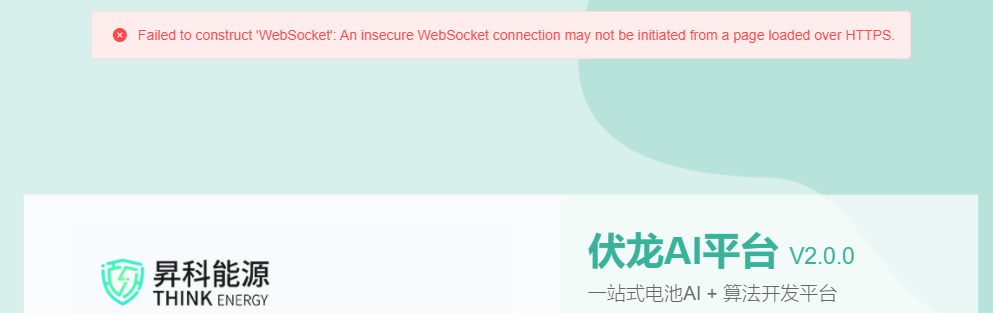 Failed to construct 'WebSocket': An insecure WebSocket connection may not be initiated from a page loaded over HTTPS.
伏龙AI平台 V2.0.0
一站式电池AI + 算法开发平台
昇科能源
THINK ENERGY